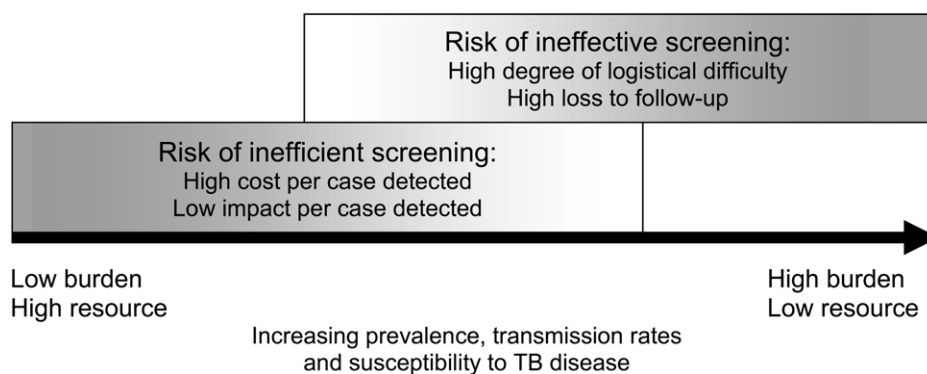 Risk of ineffective screening:
High degree of logistical difficulty
High loss to follow-up
Risk of inefficient screening:
High cost per case detected
Low impact per case detected
Low burden
High resource
High burden
Low resource
Increasing prevalence, transmission rates
and susceptibility to TB disease